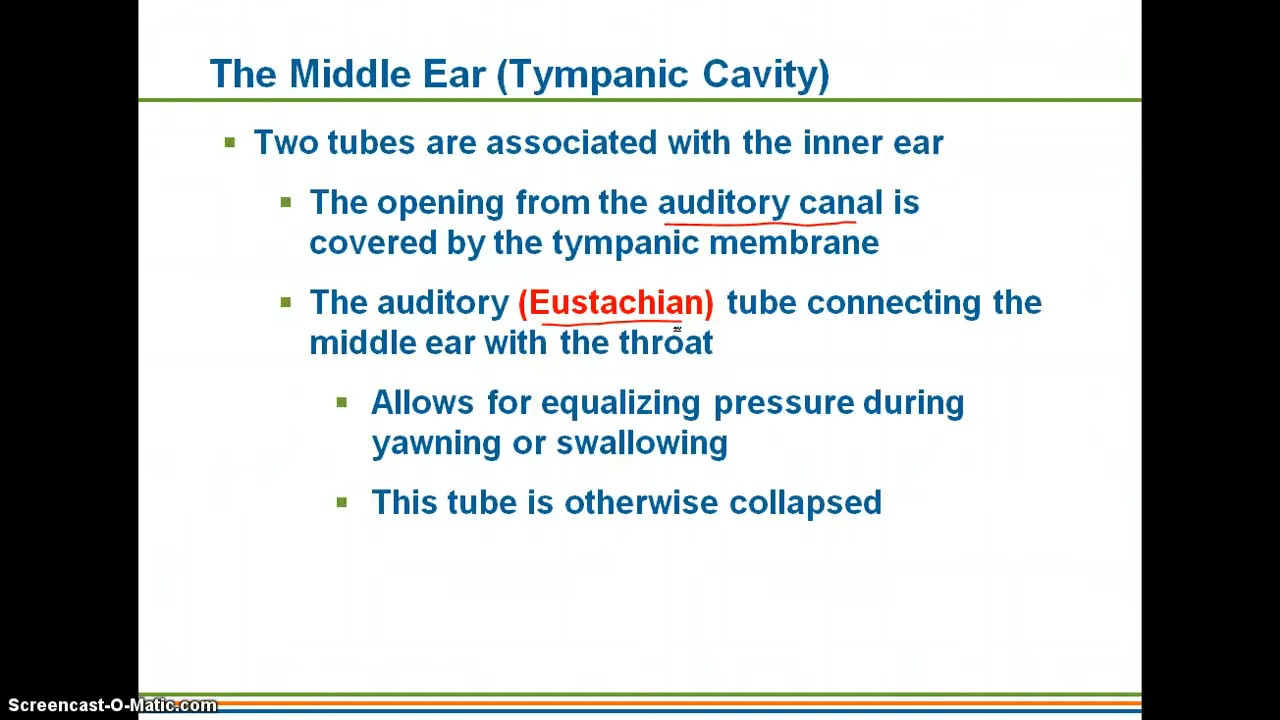 The Middle Ear (Tympanic Cavity)
Two tubes are associated with the inner ear
The opening from the auditory canal is
covered by the tympanic membrane
The auditory (Eustachian) tube connecting the
middle ear with the throat
Allows for equalizing pressure during
yawning or swallowing
This tube is otherwise collapsed
Screencast-O-Matic.com